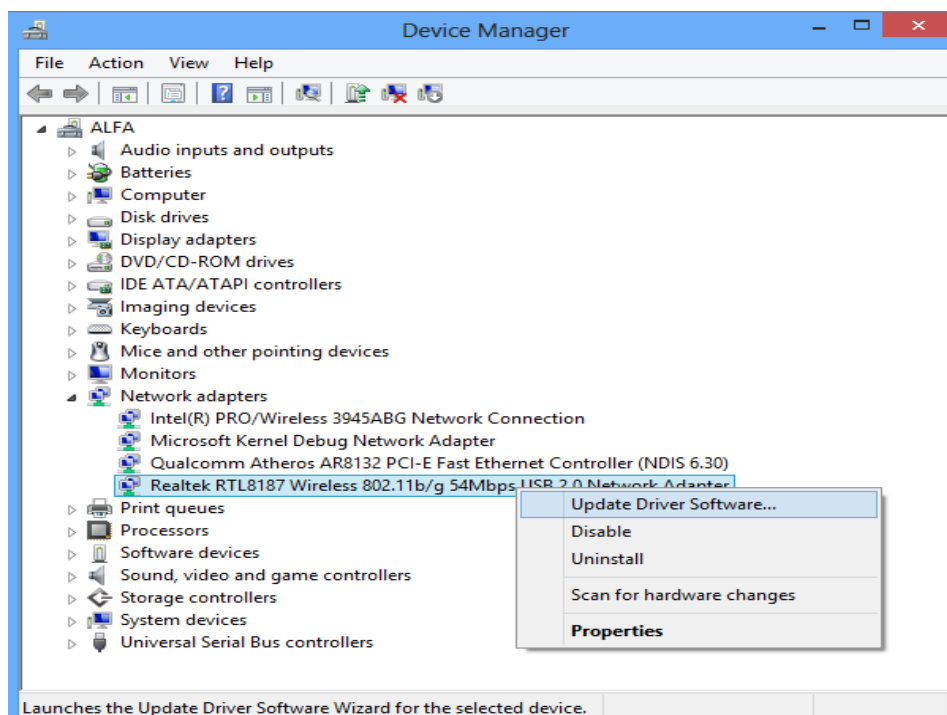 Device Manager
File Action View Help
ALFA
Audio inputs and outputs
Batteries
Computer
Disk drives
Display adapters
DVD/CD-ROM drives
IDE ATA/ATAPI controllers
Imaging devices
Keyboards
Mice and other pointing devices
Monitors
Network adapters
Intel(R) PRO/Wireless 3945ABG Network Connection
Microsoft Kernel Debug Network Adapter
Qualcomm Atheros AR8132 PCI-E Fast Ethernet Controller (NDIS 6.30)
Realtek RTL8187 Wireless 802.11b/g 54Mbps USB 2.0 Network Adapter
Print queues
Processors
Software devices
Sound, video and game controllers
Storage controllers
System devices
Universal Serial Bus controllers
Update Driver Software...
Disable
Uninstall
Scan for hardware changes
Properties
Launches the Update Driver Software Wizard for the selected device.